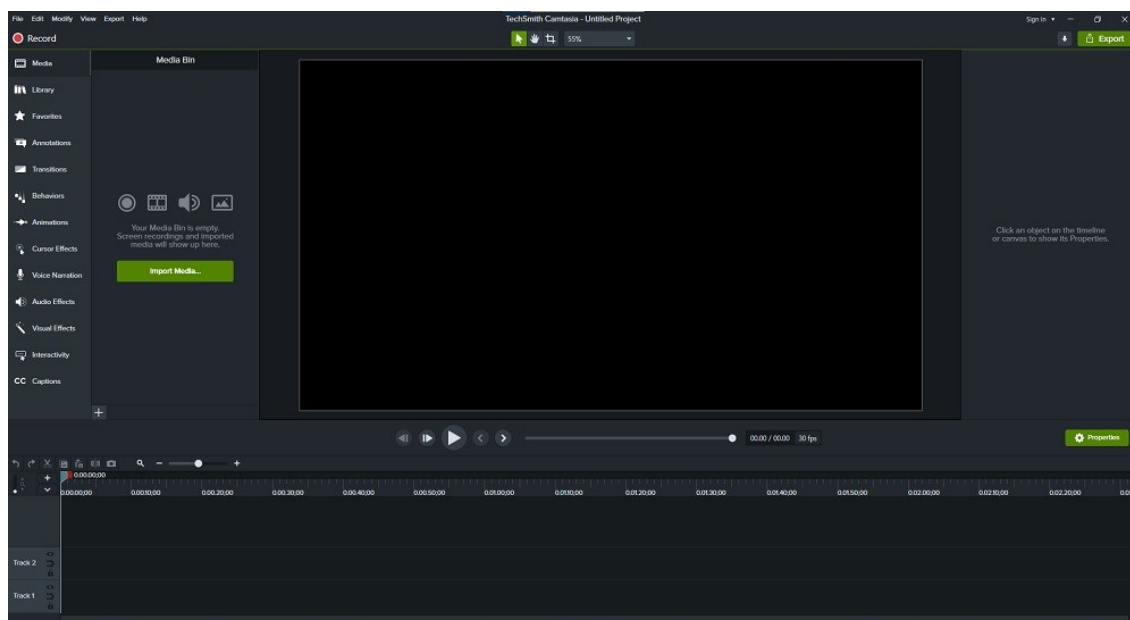 File Edit Modify View Export Help
TechSmith Camtasia - Untitled Project
Sign In
Record
55%
Export
Media
Library
Favorites
Annotations
Transitions
Behaviors
Animations
Cursor Effects
Voice Narration
Audio Effects
Visual Effects
Interactivity
CC Captions
Media Bin
Your Media Bin is empty.
Screen recordings and imported
media will show up here.
Import Media...
Click an object on the timeline
or canvas to show its Properties.
00:00 / 00:00 30 fps
Properties
0:00:00;00
0:00:00;00 0:00:10;00 0:00:20;00 0:00:30;00 0:00:40;00 0:00:50;00 0:01:00;00 0:01:10;00 0:01:20;00 0:01:30;00 0:01:40;00 0:01:50;00 0:02:00;00 0:02:10;00 0:02:20;00
Track 2
Track 1